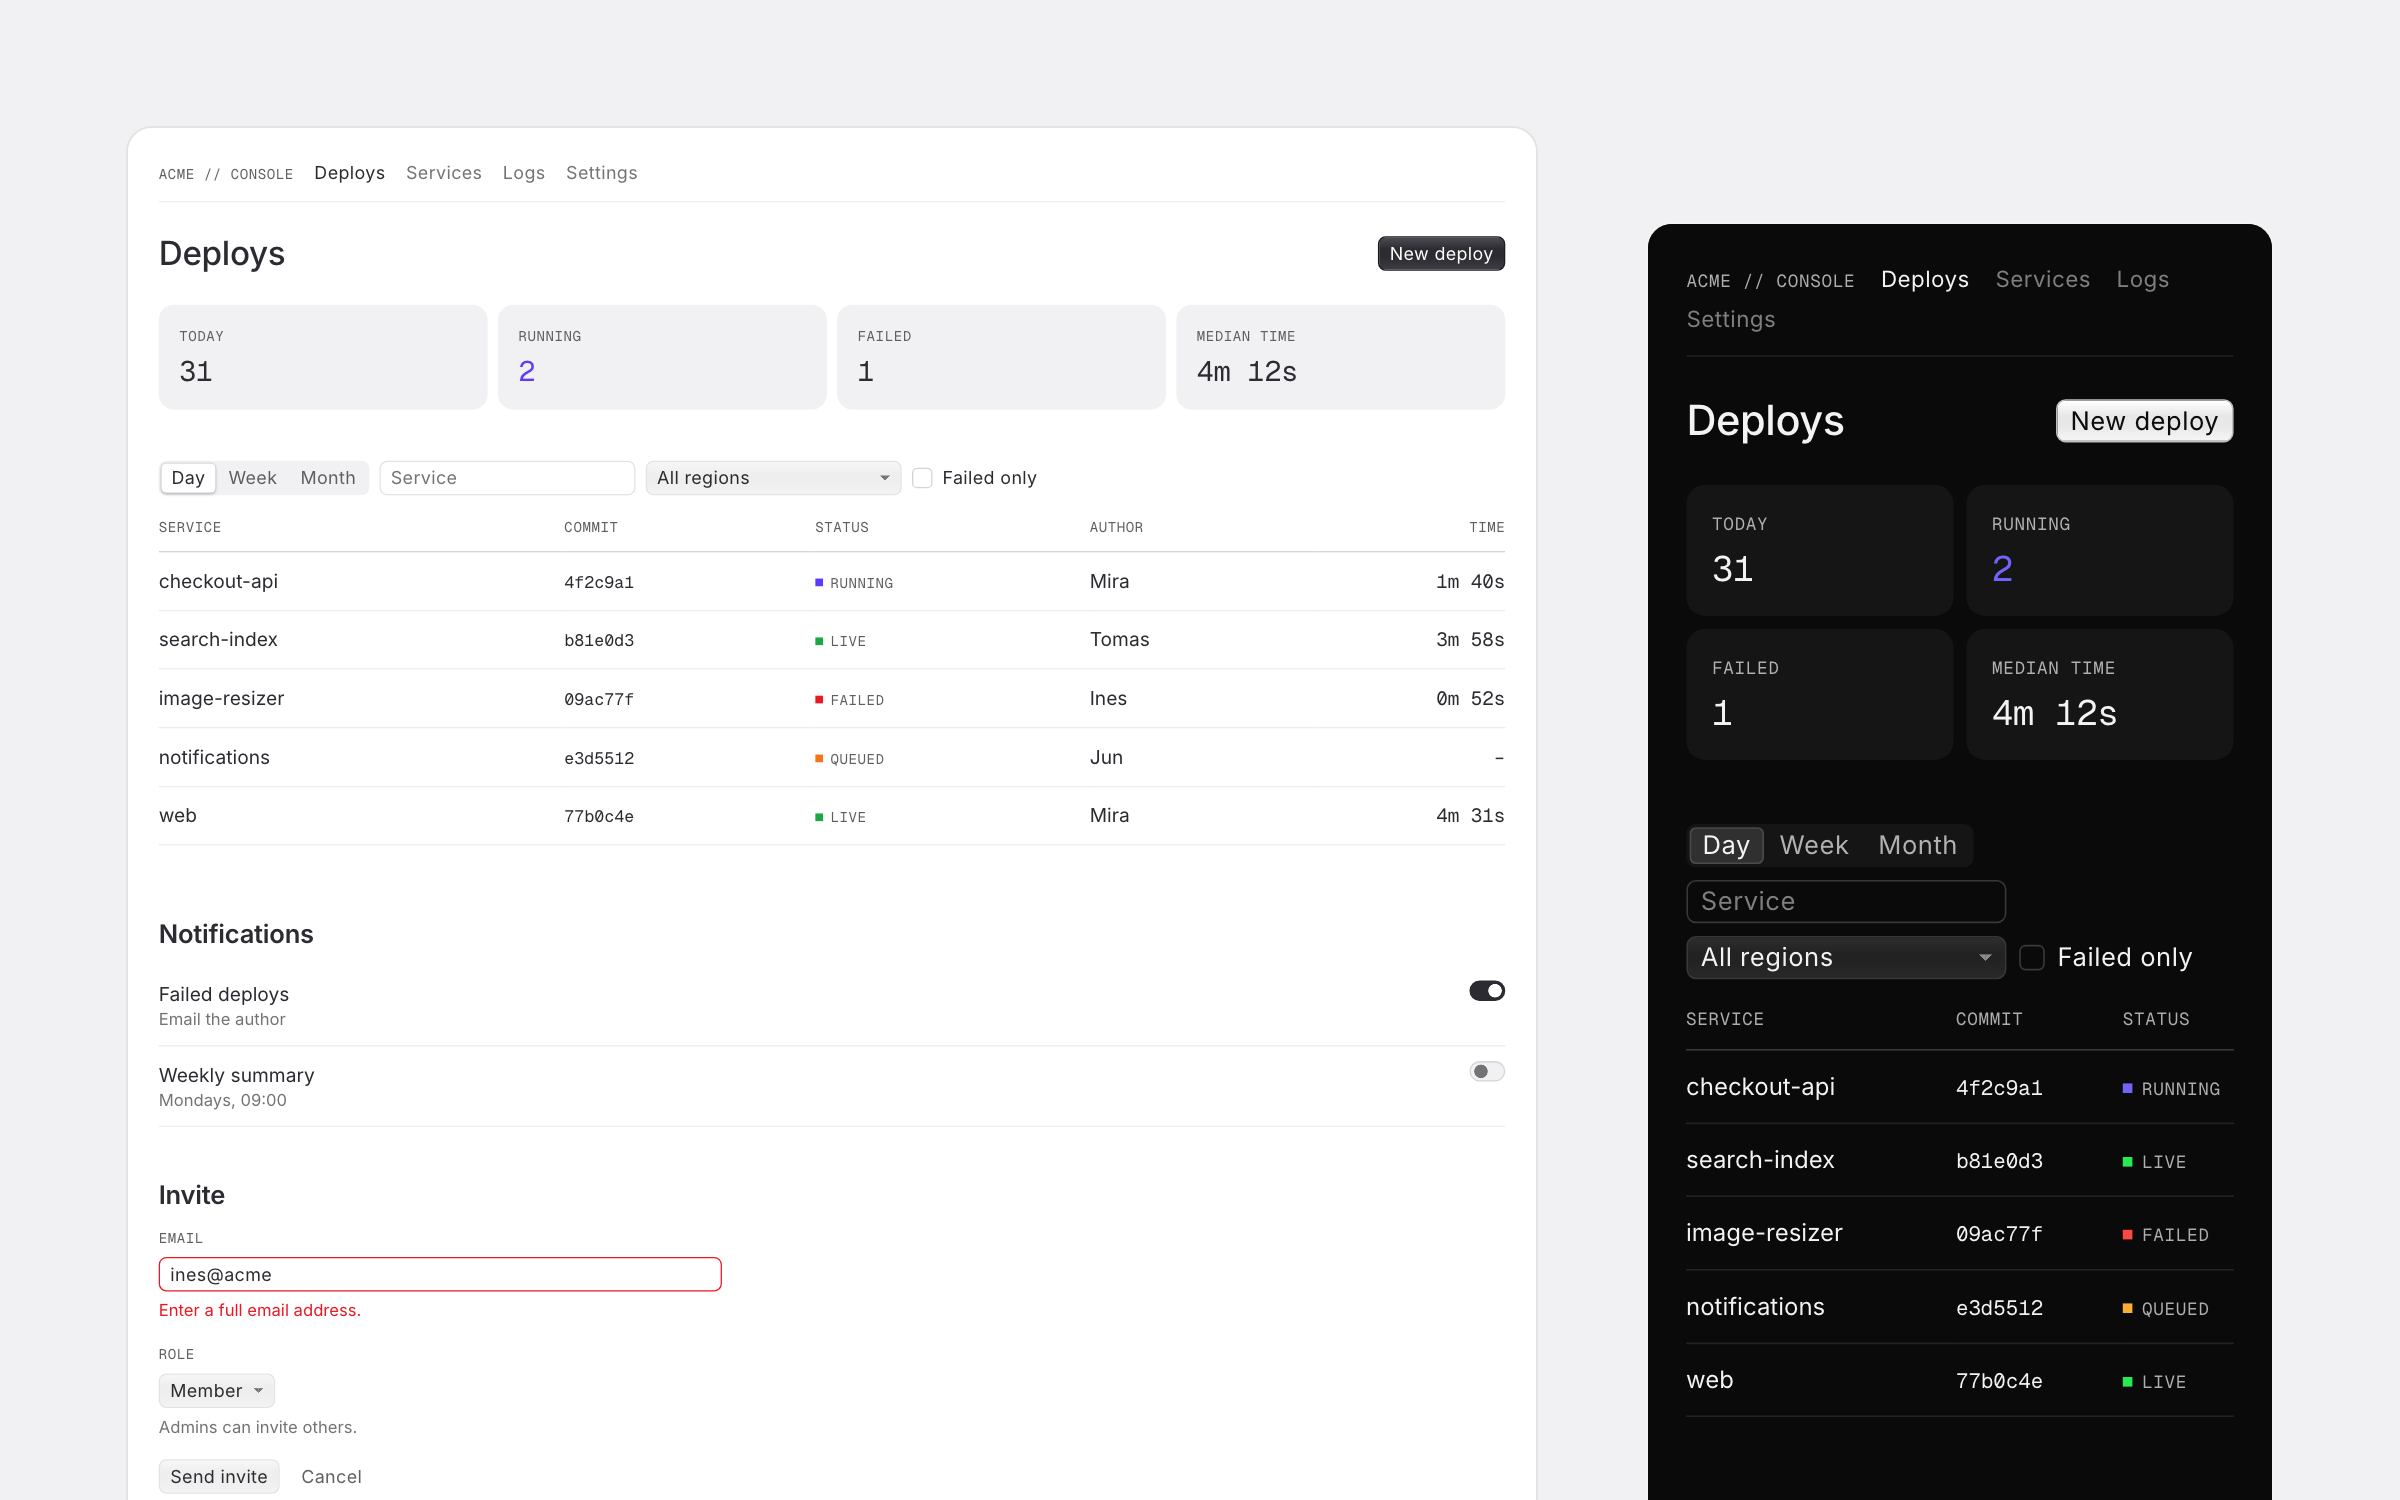 ACME // CONSOLE Deploys Services Logs Settings
Deploys New deploy
TODAY RUNNING FAILED MEDIAN TIME
31 2 1 4m 12s
Day Week Month Service All regions Failed only
SERVICE COMMIT STATUS AUTHOR TIME
checkout-api 4f2c9a1 RUNNING Mira 1m 40s
search-index b81e0d3 LIVE Tomas 3m 58s
image-resizer 09ac77f FAILED Ines 0m 52s
notifications e3d5512 QUEUED Jun –
web 77b0c4e LIVE Mira 4m 31s
Notifications
Failed deploys
Email the author
Weekly summary
Mondays, 09:00
Invite
EMAIL
ines@acme
Enter a full email address.
ROLE
Member
Admins can invite others.
Send invite Cancel
ACME // CONSOLE Deploys Services Logs
Settings
Deploys New deploy
TODAY RUNNING
31 2
FAILED MEDIAN TIME
1 4m 12s
Day Week Month
Service
All regions Failed only
SERVICE COMMIT STATUS
checkout-api 4f2c9a1 RUNNING
search-index b81e0d3 LIVE
image-resizer 09ac77f FAILED
notifications e3d5512 QUEUED
web 77b0c4e LIVE